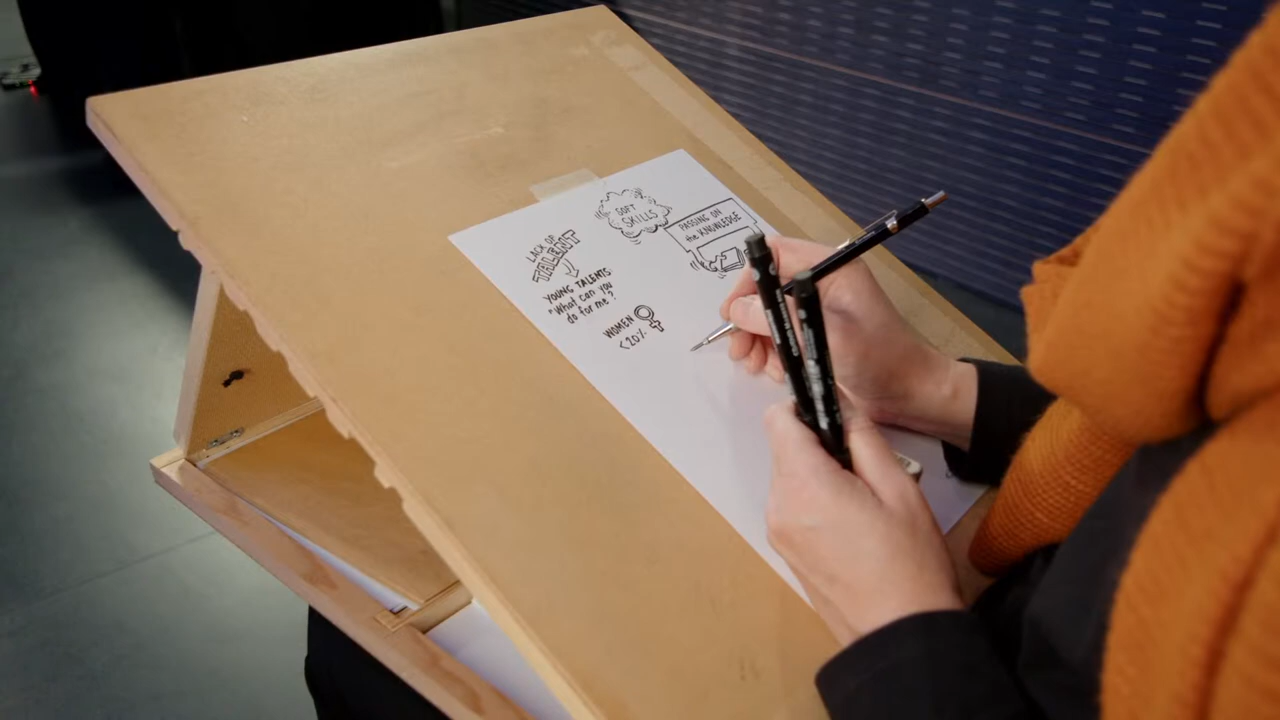 SOFT
SKILLS
PASSING ON
the KNOWLEDGE
LACK OF
TALENT
YOUNG TALENTS:
"What can you
do for me?
WOMEN
<20%